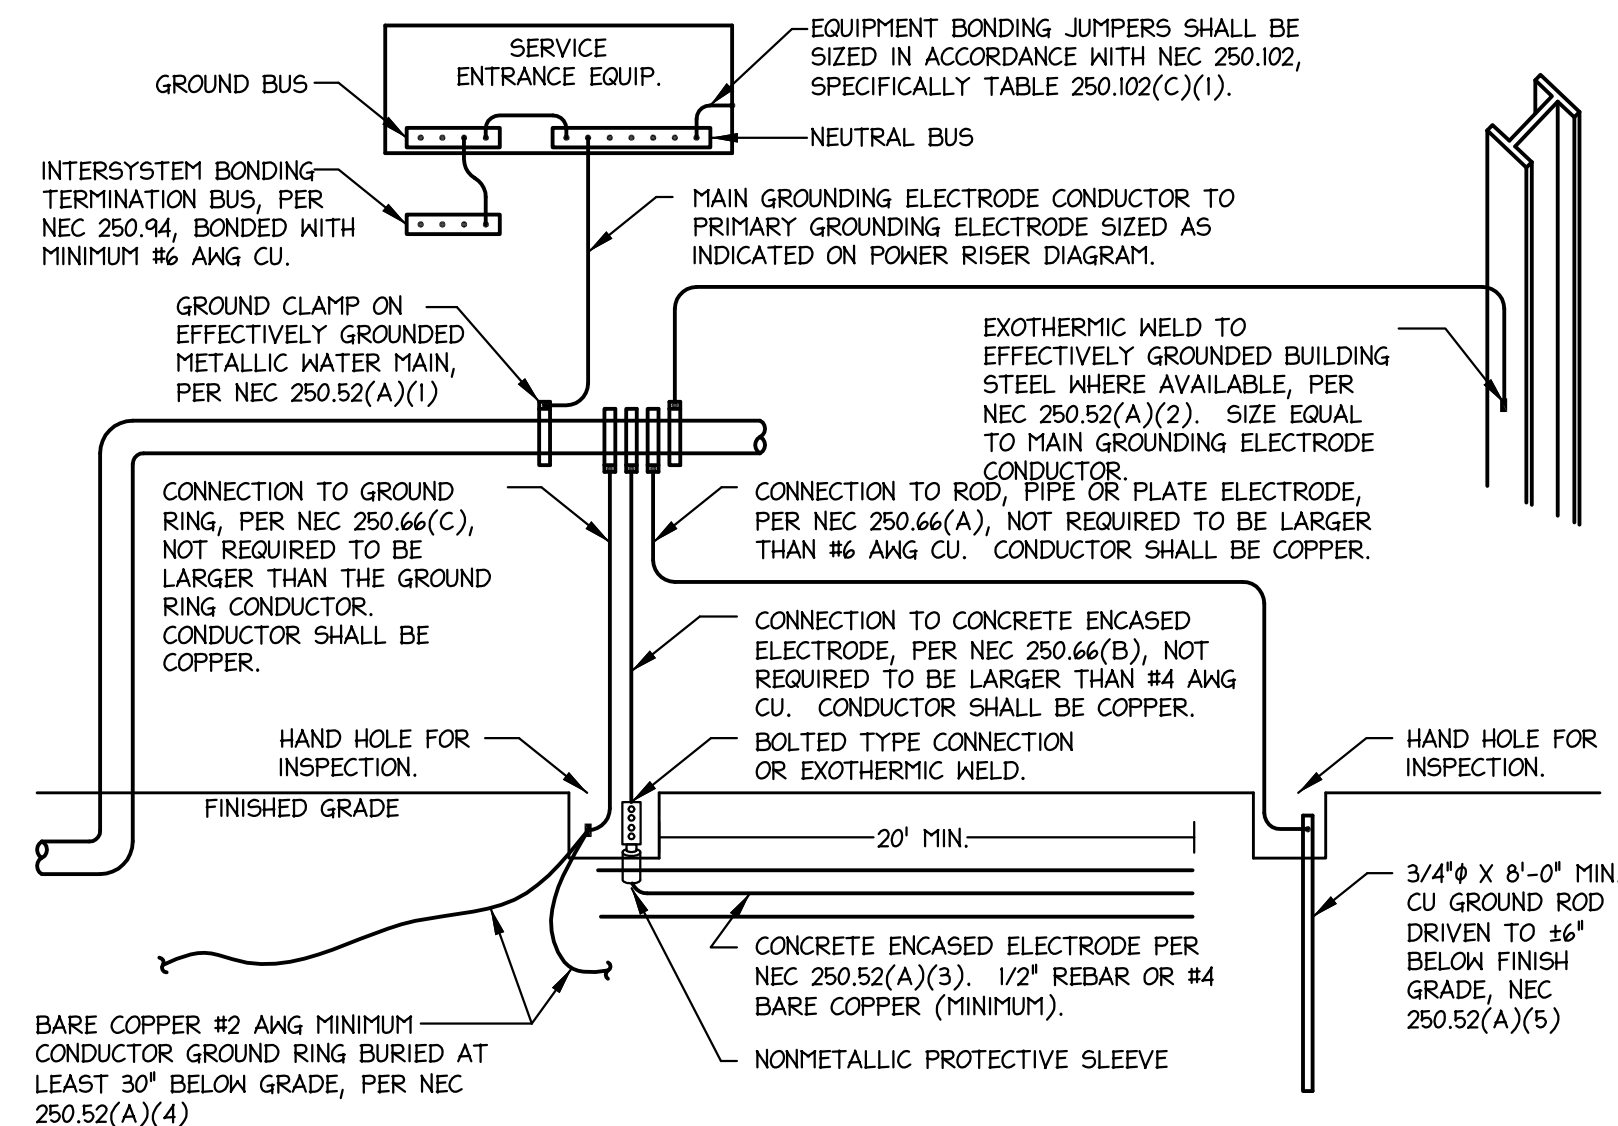 SERVICE
ENTRANCE EQUIP.
GROUND BUS
EQUIPMENT BONDING JUMPERS SHALL BE
SIZED IN ACCORDANCE WITH NEC 250.102,
SPECIFICALLY TABLE 250.102(C)(1).
NEUTRAL BUS
INTERSYSTEM BONDING
TERMINATION BUS, PER
NEC 250.94, BONDED WITH
MINIMUM #6 AWG CU.
MAIN GROUNDING ELECTRODE CONDUCTOR TO
PRIMARY GROUNDING ELECTRODE SIZED AS
INDICATED ON POWER RISER DIAGRAM.
GROUND CLAMP ON
EFFECTIVELY GROUNDED
METALLIC WATER MAIN,
PER NEC 250.52(A)(1)
EXOTHERMIC WELD TO
EFFECTIVELY GROUNDED BUILDING
STEEL WHERE AVAILABLE, PER
NEC 250.52(A)(2). SIZE EQUAL
TO MAIN GROUNDING ELECTRODE
CONDUCTOR.
CONNECTION TO GROUND
RING, PER NEC 250.66(C),
NOT REQUIRED TO BE
LARGER THAN THE GROUND
RING CONDUCTOR.
CONDUCTOR SHALL BE
COPPER.
CONNECTION TO ROD, PIPE OR PLATE ELECTRODE,
PER NEC 250.66(A), NOT REQUIRED TO BE LARGER
THAN #6 AWG CU. CONDUCTOR SHALL BE COPPER.
CONNECTION TO CONCRETE ENCASED
ELECTRODE, PER NEC 250.66(B), NOT
REQUIRED TO BE LARGER THAN #4 AWG
CU. CONDUCTOR SHALL BE COPPER.
HAND HOLE FOR
INSPECTION.
BOLTED TYPE CONNECTION
OR EXOTHERMIC WELD.
HAND HOLE FOR
INSPECTION.
FINISHED GRADE
20' MIN.
3/4"ϕ X 8'-0" MIN.
CU GROUND ROD
DRIVEN TO ±6"
BELOW FINISH
GRADE, NEC
250.52(A)(5)
CONCRETE ENCASED ELECTRODE PER
NEC 250.52(A)(3). 1/2" REBAR OR #4
BARE COPPER (MINIMUM).
NONMETALLIC PROTECTIVE SLEEVE
BARE COPPER #2 AWG MINIMUM
CONDUCTOR GROUND RING BURIED AT
LEAST 30" BELOW GRADE, PER NEC
250.52(A)(4)